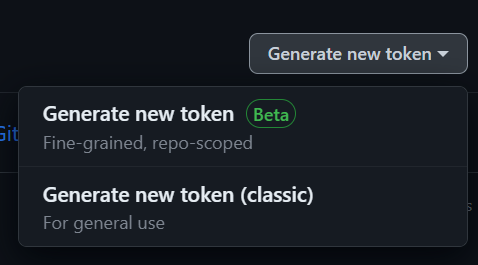 Generate new token
Generate new token Beta
Fine-grained, repo-scoped
Generate new token (classic)
For general use